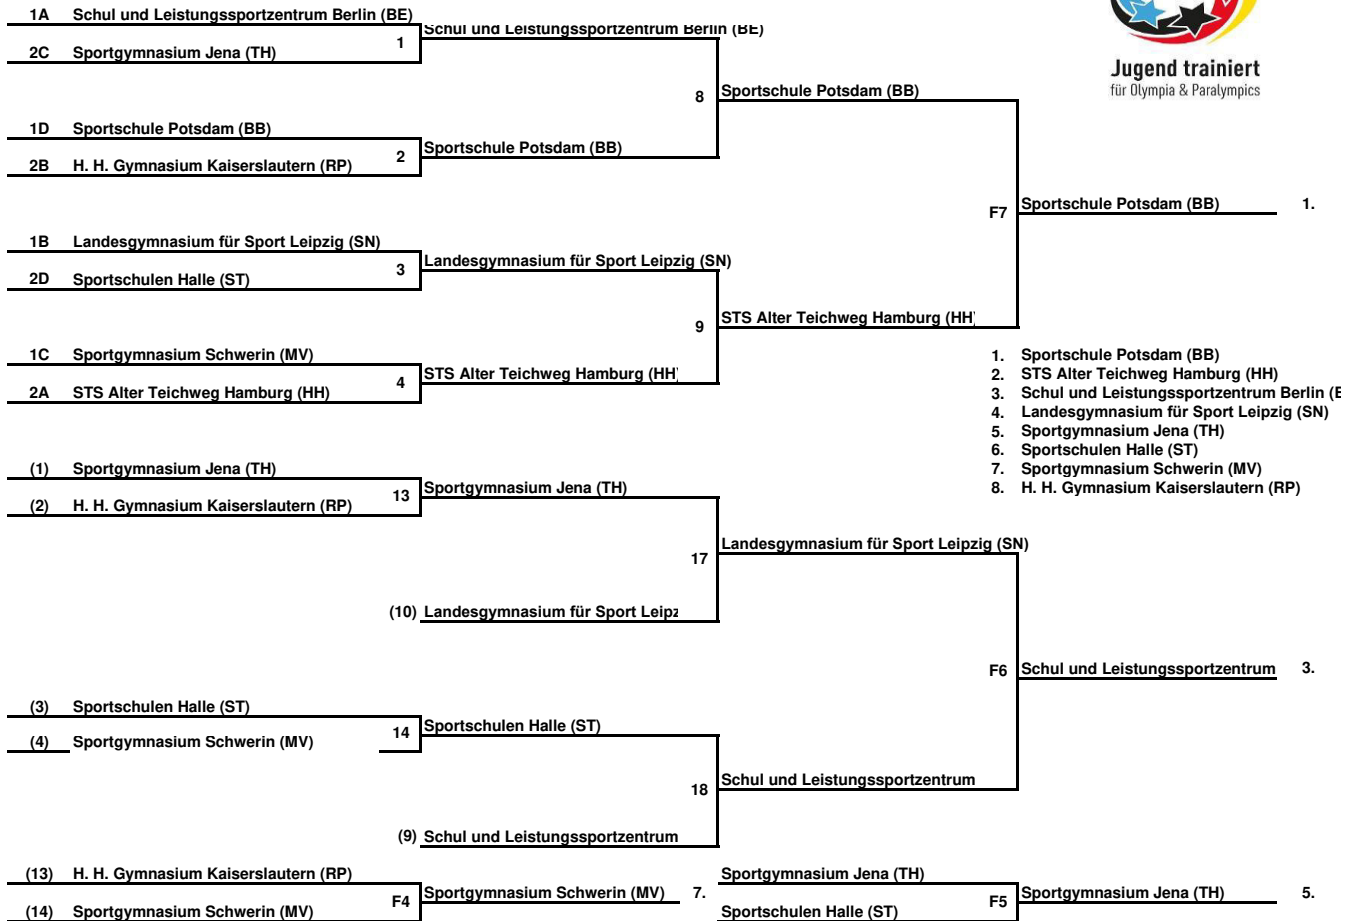 1A Schul und Leistungssportzentrum Berlin (BE)
Schul und Leistungssportzentrum Berlin (BE)
1
2C Sportgymnasium Jena (TH)
Jugend trainiert
für Olympia & Paralympics
8 Sportschule Potsdam (BB)
1D Sportschule Potsdam (BB)
2 Sportschule Potsdam (BB)
2B H. H. Gymnasium Kaiserslautern (RP)
F7 Sportschule Potsdam (BB) 1.
1B Landesgymnasium für Sport Leipzig (SN)
3 Landesgymnasium für Sport Leipzig (SN)
2D Sportschulen Halle (ST)
9 STS Alter Teichweg Hamburg (HH)
1C Sportgymnasium Schwerin (MV)
4 STS Alter Teichweg Hamburg (HH)
2A STS Alter Teichweg Hamburg (HH)
1. Sportschule Potsdam (BB)
2. STS Alter Teichweg Hamburg (HH)
3. Schul und Leistungssportzentrum Berlin (E
4. Landesgymnasium für Sport Leipzig (SN)
5. Sportgymnasium Jena (TH)
6. Sportschulen Halle (ST)
7. Sportgymnasium Schwerin (MV)
8. H. H. Gymnasium Kaiserslautern (RP)
(1) Sportgymnasium Jena (TH)
13 Sportgymnasium Jena (TH)
(2) H. H. Gymnasium Kaiserslautern (RP)
17 Landesgymnasium für Sport Leipzig (SN)
(10) Landesgymnasium für Sport Leipz
F6 Schul und Leistungssportzentrum 3.
(3) Sportschulen Halle (ST)
14 Sportschulen Halle (ST)
(4) Sportgymnasium Schwerin (MV)
18 Schul und Leistungssportzentrum
(9) Schul und Leistungssportzentrum
(13) H. H. Gymnasium Kaiserslautern (RP)
F4 Sportgymnasium Schwerin (MV) 7.
(14) Sportgymnasium Schwerin (MV)
Sportgymnasium Jena (TH)
F5 Sportgymnasium Jena (TH) 5.
Sportschulen Halle (ST)